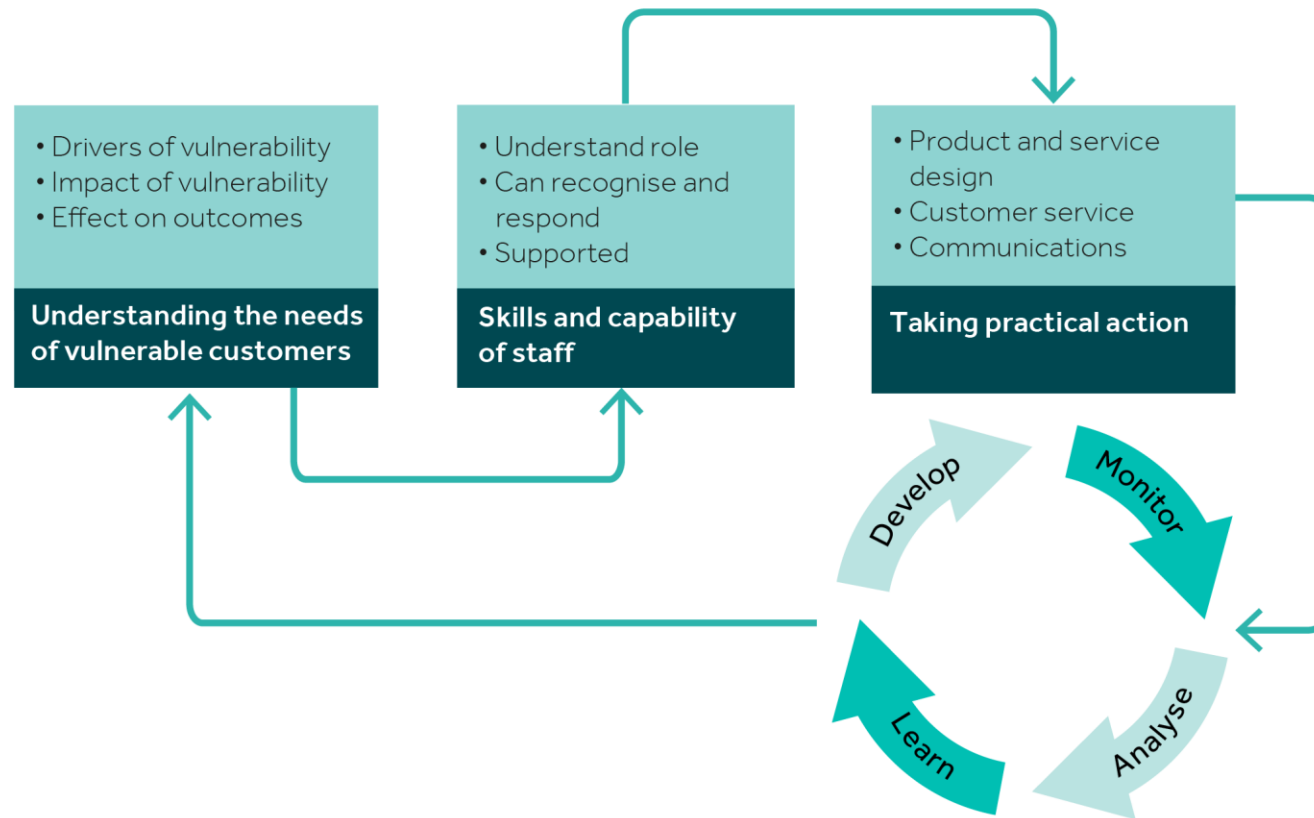 • Drivers of vulnerability
• Impact of vulnerability
• Effect on outcomes
Understanding the needs
of vulnerable customers
• Understand role
• Can recognise and
respond
• Supported
Skills and capability
of staff
• Product and service
design
• Customer service
• Communications
Taking practical action
Develop
Monitor
Analyse
Learn